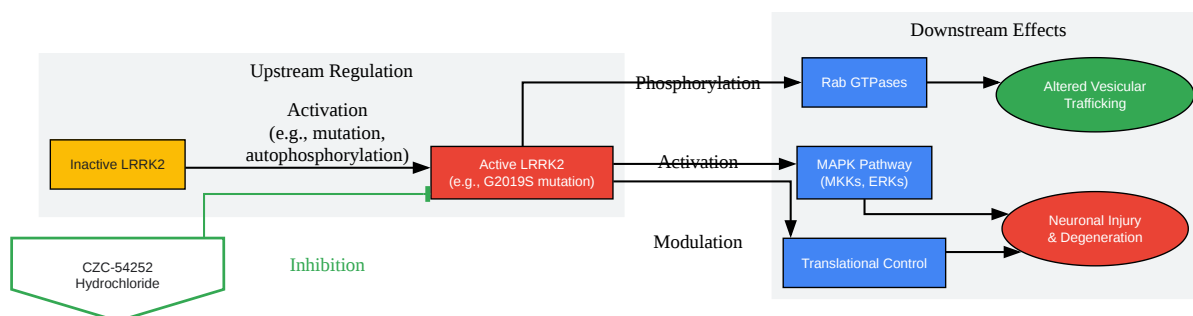 Downstream Effects
Upstream Regulation
Phosphorylation
Rab GTPases
Altered Vesicular
Trafficking
Activation
(e.g., mutation,
autophosphorylation)
Inactive LRRK2
Active LRRK2
(e.g., G2019S mutation)
Activation
MAPK Pathway
(MKKs, ERKs)
Neuronal Injury
& Degeneration
Modulation
Translational Control
CZC-54252
Hydrochloride
Inhibition